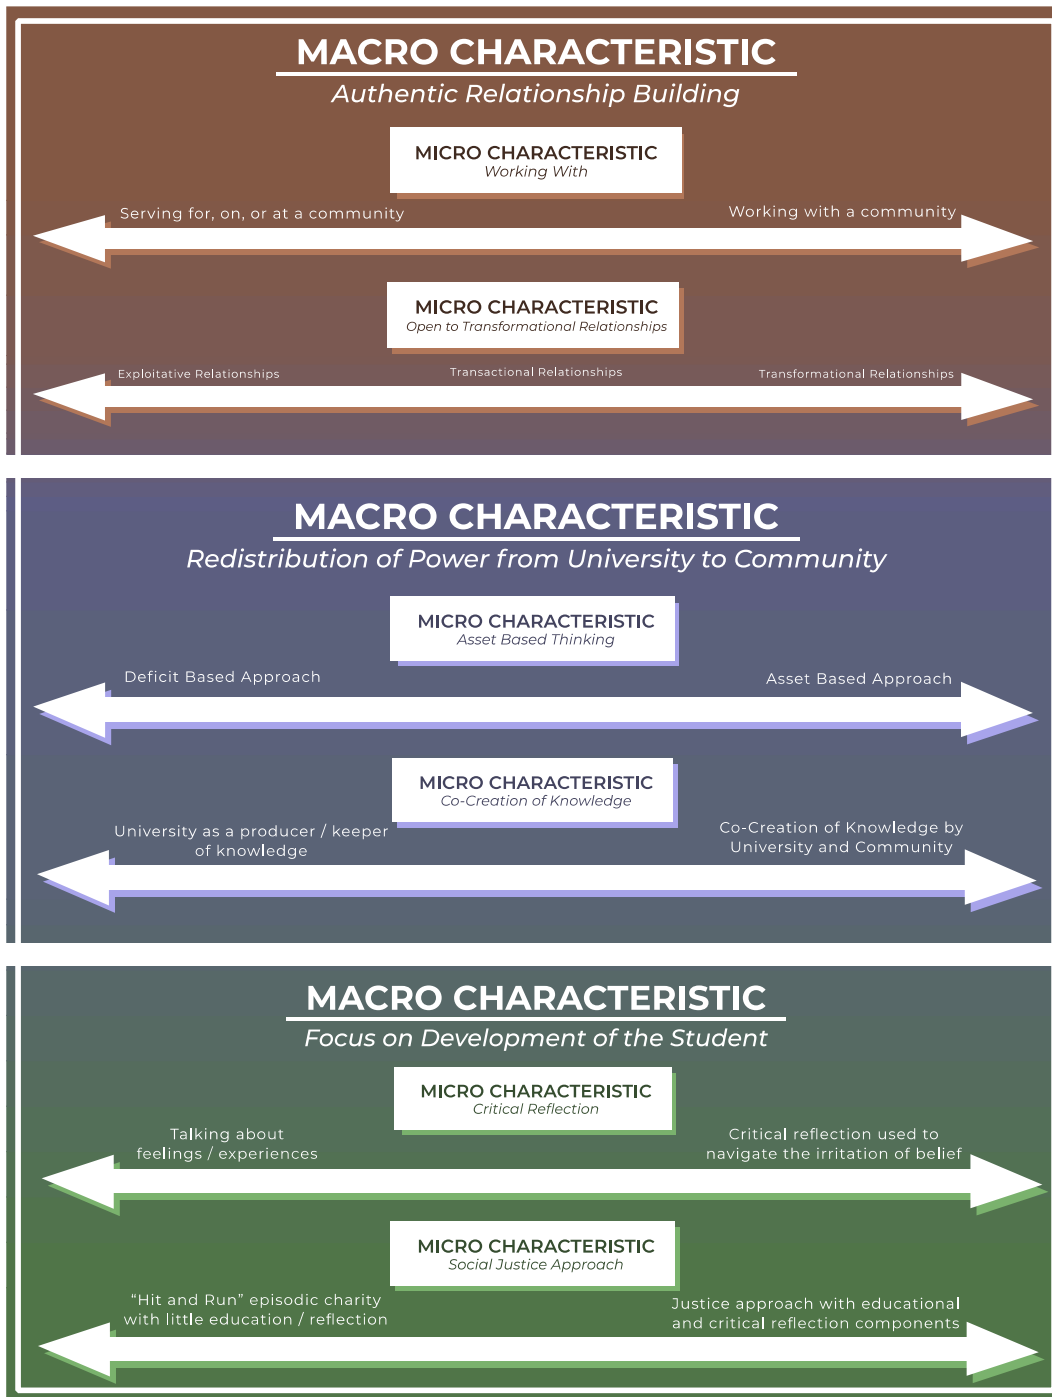 MACRO CHARACTERISTIC
Authentic Relationship Building
MICRO CHARACTERISTIC
Working With
Serving for, on, or at a community
Working with a community
MICRO CHARACTERISTIC
Open to Transformational Relationships
Exploitative Relationships
Transactional Relationships
Transformational Relationships
MACRO CHARACTERISTIC
Redistribution of Power from University to Community
MICRO CHARACTERISTIC
Asset Based Thinking
Deficit Based Approach
Asset Based Approach
MICRO CHARACTERISTIC
Co-Creation of Knowledge
University as a producer / keeper
of knowledge
Co-Creation of Knowledge by
University and Community
MACRO CHARACTERISTIC
Focus on Development of the Student
MICRO CHARACTERISTIC
Critical Reflection
Talking about
feelings / experiences
Critical reflection used to
navigate the irritation of belief
MICRO CHARACTERISTIC
Social Justice Approach
“Hit and Run” episodic charity
with little education / reflection
Justice approach with educational
and critical reflection components